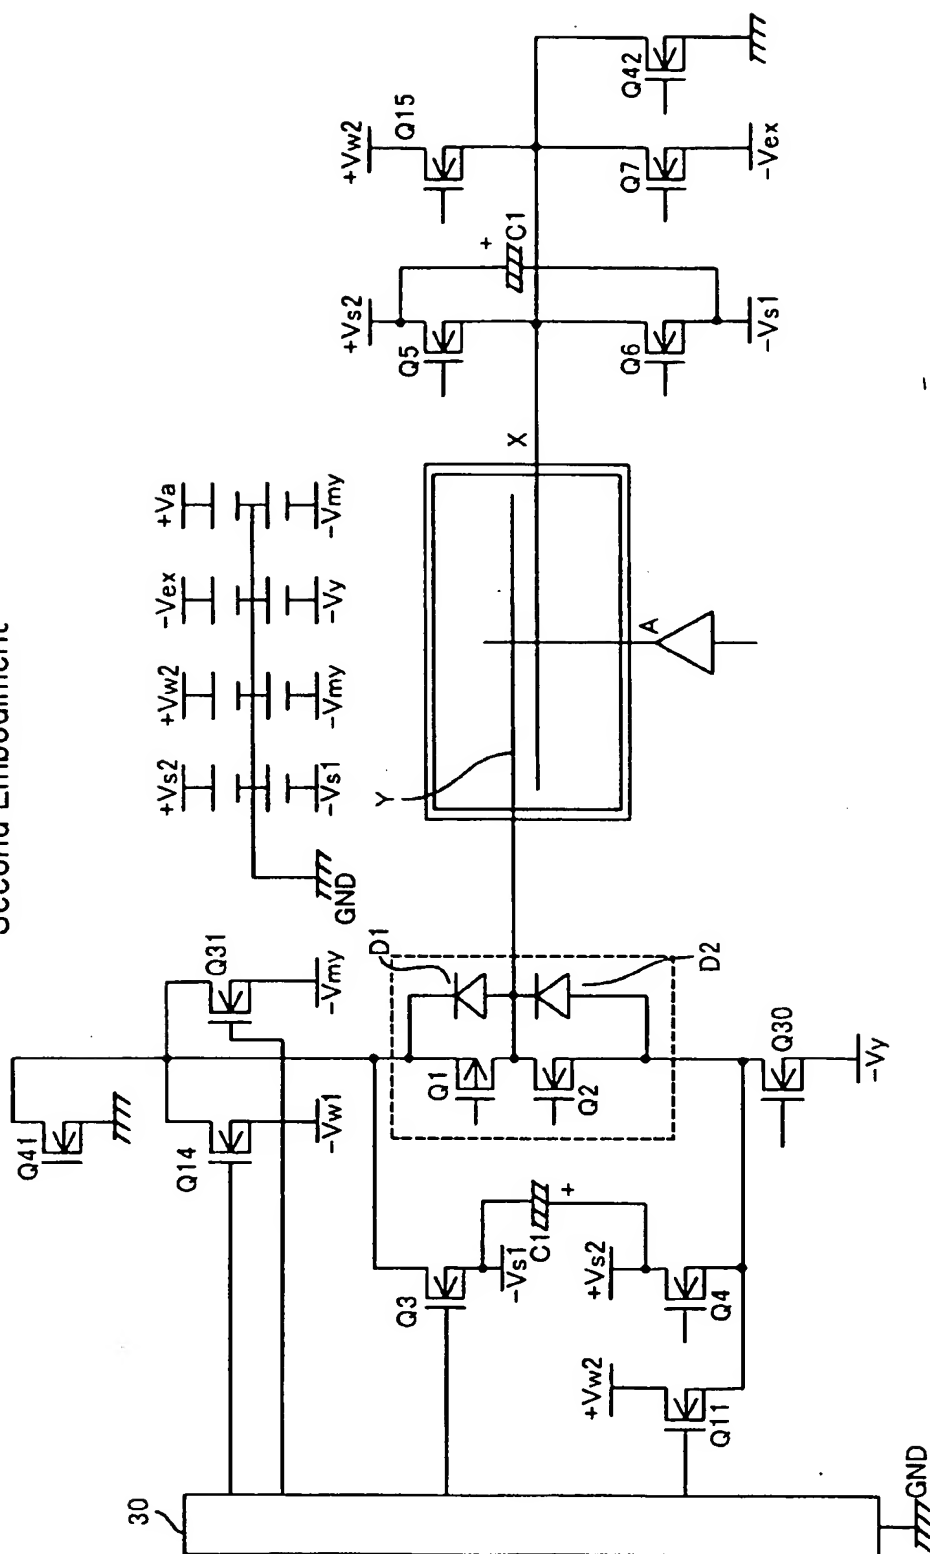 Second Embodiment
30
GND
Q41
Q14
-Vw1
Q31
-Vmy
GND
+Vs2
-Vs1
+Vw2
-Vmy
-Vex
-Vy
+Va
-Vmy
Q3
-Vs1
C1
+
+Vs2
Q4
+Vw2
Q11
Q1
Q2
D1
D2
Q30
-Vy
Y
X
A
+Vs2
Q5
Q6
-Vs1
+
C1
+Vw2
Q15
Q7
-Vex
Q42